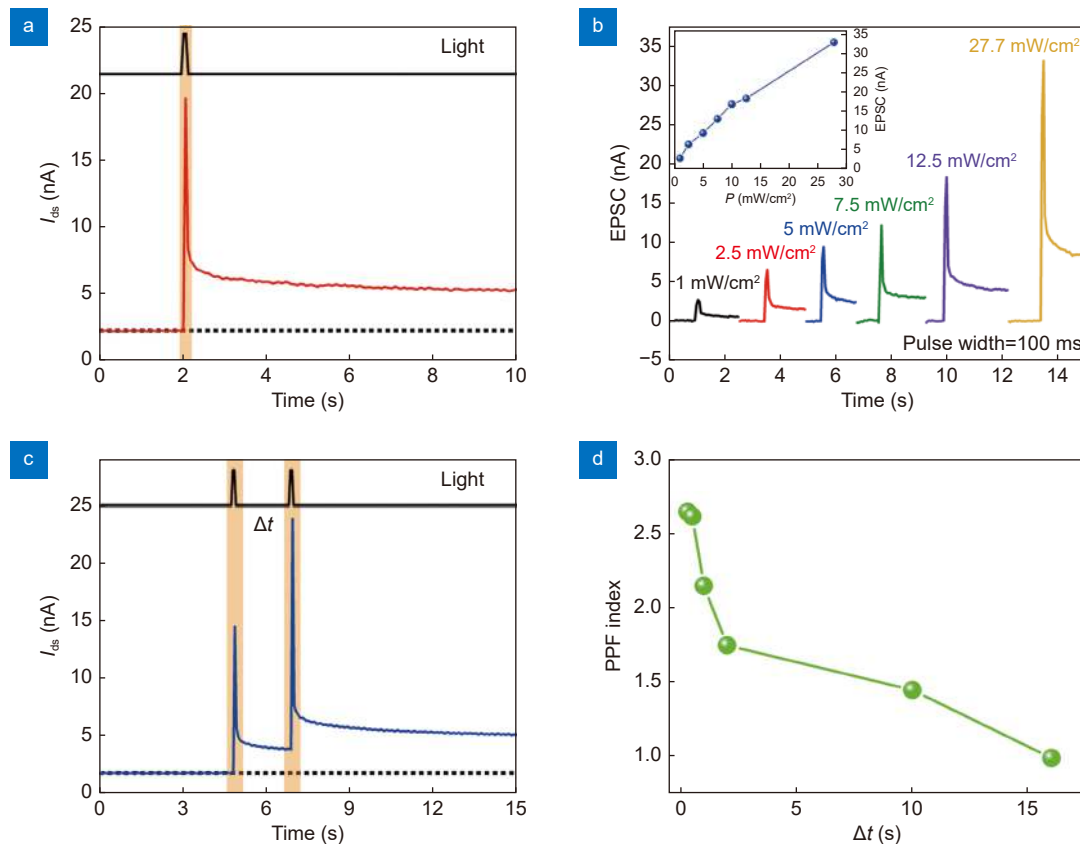 a
Light
25
20
15
10
5
0
I_ds (nA)
0
2
4
6
8
10
Time (s)
b
35
30
25
20
15
10
5
0
−5
EPSC (nA)
35
30
25
20
15
10
5
0
EPSC (nA)
0
5
10
15
20
25
30
P (mW/cm²)
27.7 mW/cm²
12.5 mW/cm²
7.5 mW/cm²
5 mW/cm²
2.5 mW/cm²
1 mW/cm²
Pulse width=100 ms
0
2
4
6
8
10
12
14
Time (s)
c
Light
Δt
25
20
15
10
5
0
I_ds (nA)
0
3
6
9
12
15
Time (s)
d
3.0
2.5
2.0
1.5
1.0
PPF index
0
5
10
15
Δt (s)